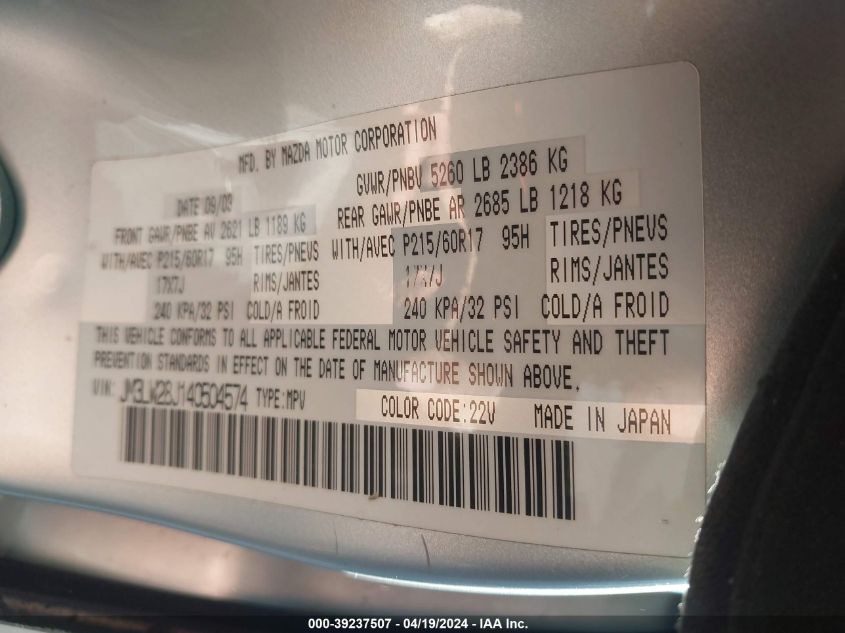 MFD. BY MAZDA MOTOR CORPORATION
DATE 09/03 GVWR/PNBV 5260 LB 2386 KG
FRONT GAWR/PNBE AV 2621 LB 1189 KG REAR GAWR/PNBE AR 2685 LB 1218 KG
WITH/AVEC P215/60R17 95H TIRES/PNEUS WITH/AVEC P215/60R17 95H TIRES/PNEUS
17X7J RIMS/JANTES 17X7J RIMS/JANTES
240 KPA/32 PSI COLD/A FROID 240 KPA/32 PSI COLD/A FROID
THIS VEHICLE CONFORMS TO ALL APPLICABLE FEDERAL MOTOR VEHICLE SAFETY AND THEFT
PREVENTION STANDARDS IN EFFECT ON THE DATE OF MANUFACTURE SHOWN ABOVE.
VIN: JM3LW28J140504574 TYPE:MPV COLOR CODE:22V MADE IN JAPAN
000-39237507 - 04/19/2024 - IAA Inc.